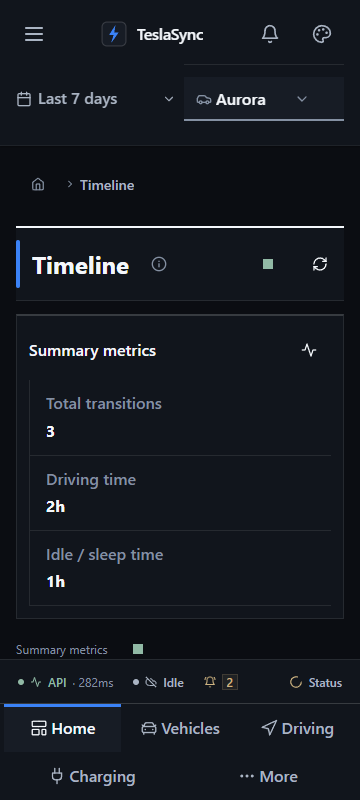 TeslaSync
Last 7 days
Aurora
Timeline
Timeline
Summary metrics
Total transitions
3
Driving time
2h
Idle / sleep time
1h
Summary metrics
API · 282ms Idle 2 Status
Home Vehicles Driving
Charging More